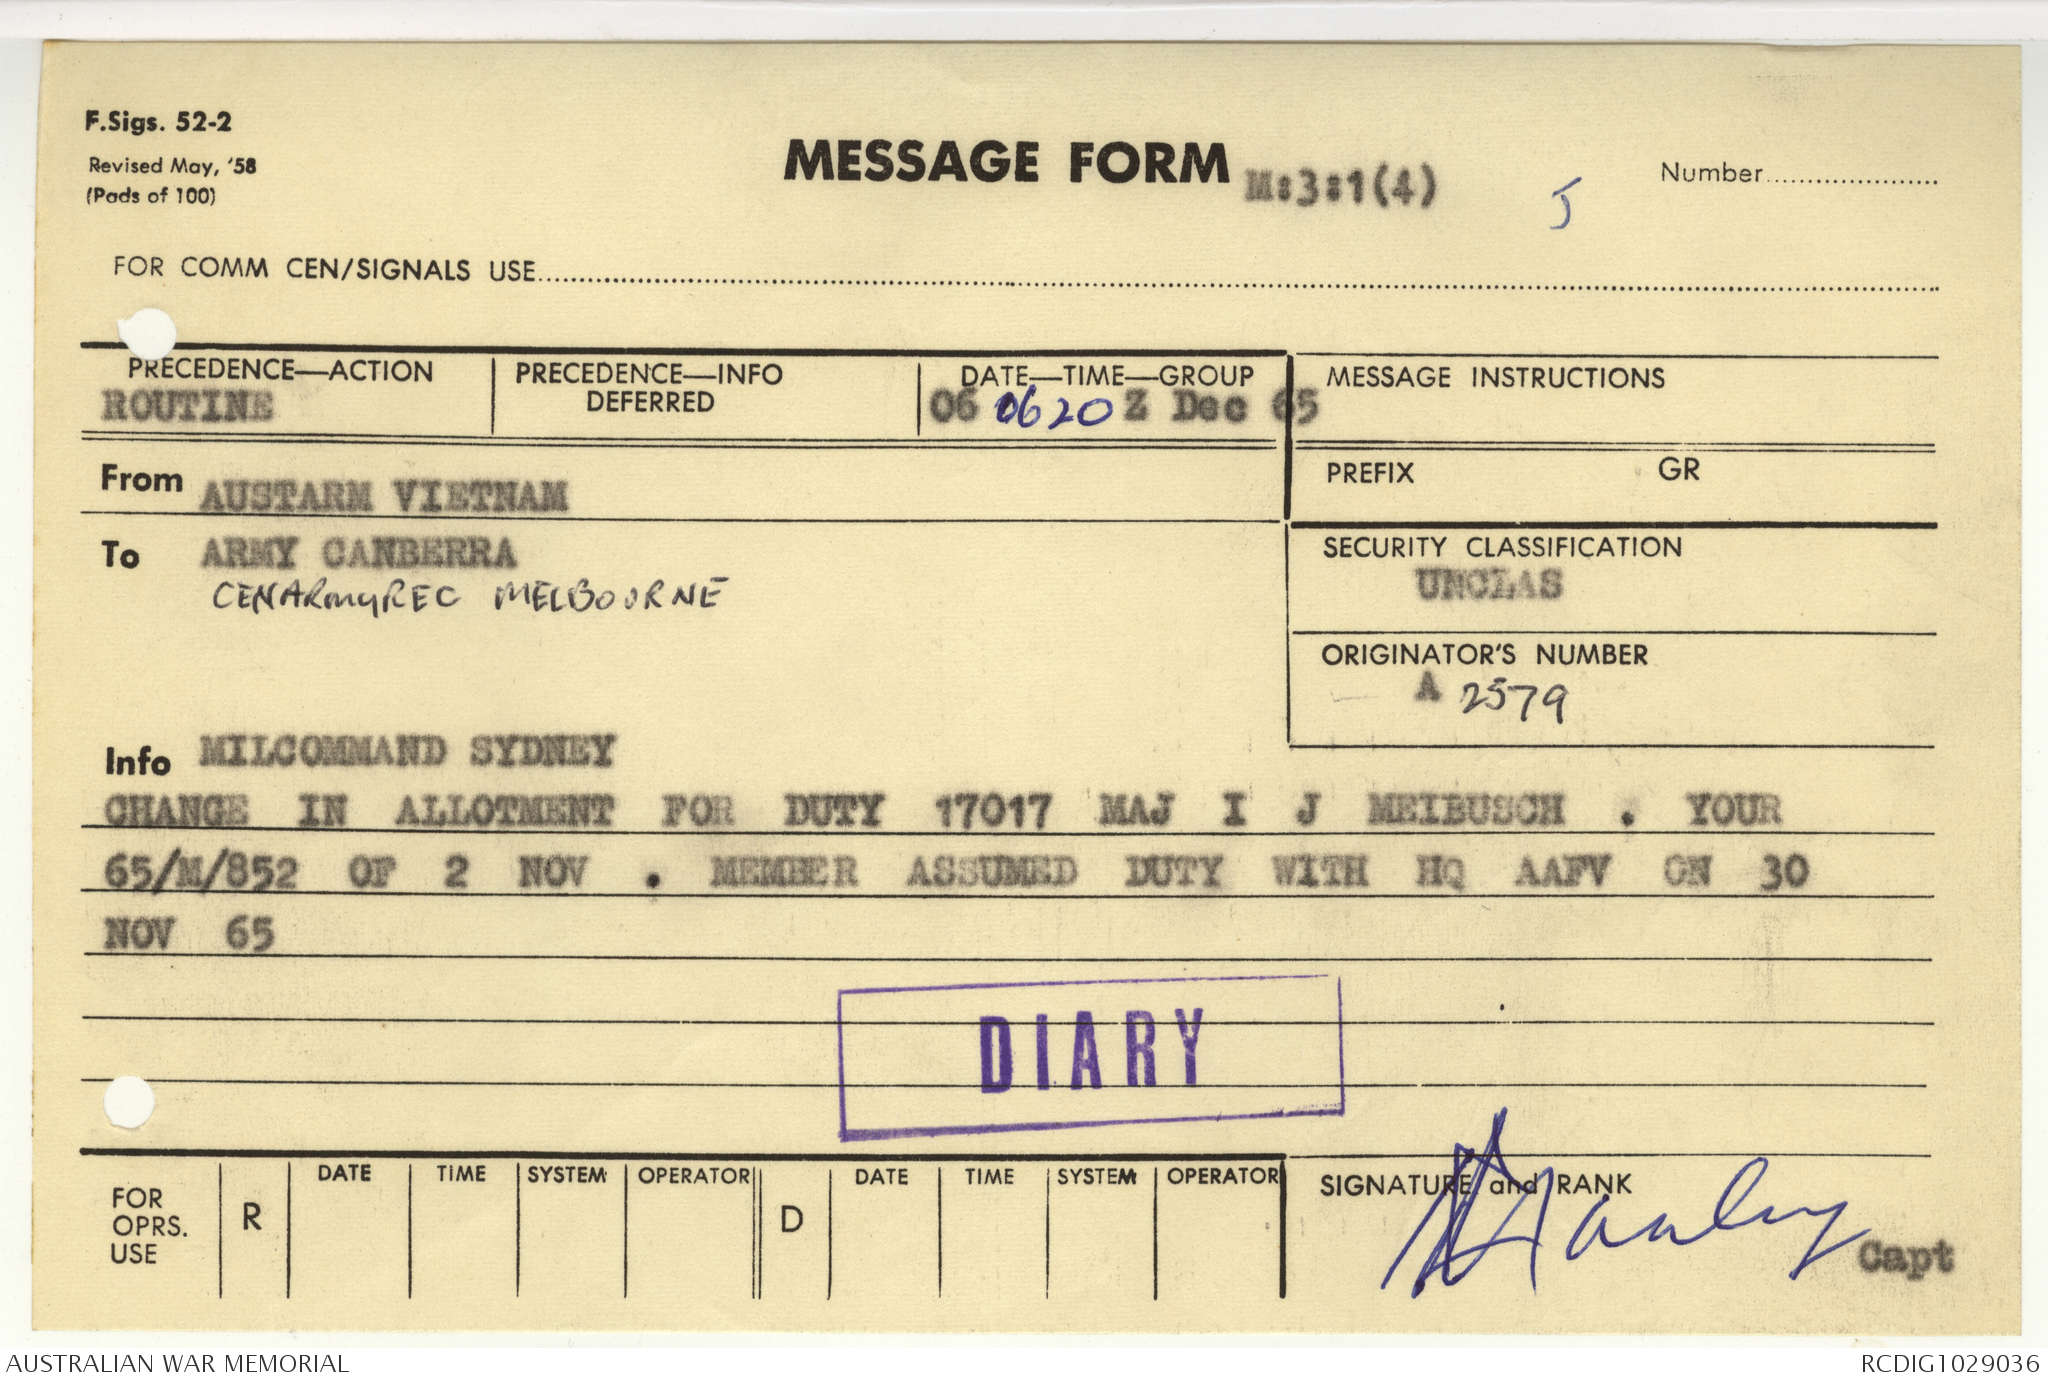 F.Sigs. 52-2
Revised May, '58
(Pads of 100)
MESSAGE FORM M:3:1(4)
Number
FOR COMM CEN/SIGNALS USE
PRECEDENCE—ACTION
ROUTINE
PRECEDENCE—INFO
DEFERRED
DATE—TIME—GROUP
06 0620 Z Dec 65
MESSAGE INSTRUCTIONS
From AUSTARM VIETNAM
PREFIX GR
To ARMY CANBERRA
CENARMYREC MELBOURNE
SECURITY CLASSIFICATION
UNCLAS
ORIGINATOR'S NUMBER
A 2579
Info MILCOMMAND SYDNEY
CHANGE IN ALLOTMENT FOR DUTY 17017 MAJ I J MEIBUSCH . YOUR
65/M/852 OF 2 NOV . MEMBER ASSUMED DUTY WITH HQ AAFV ON 30
NOV 65
DIARY
FOR
OPRS.
USE
R
DATE TIME SYSTEM OPERATOR
D
DATE TIME SYSTEM OPERATOR
SIGNATURE and RANK
Capt
AUSTRALIAN WAR MEMORIAL
RCDIG1029036